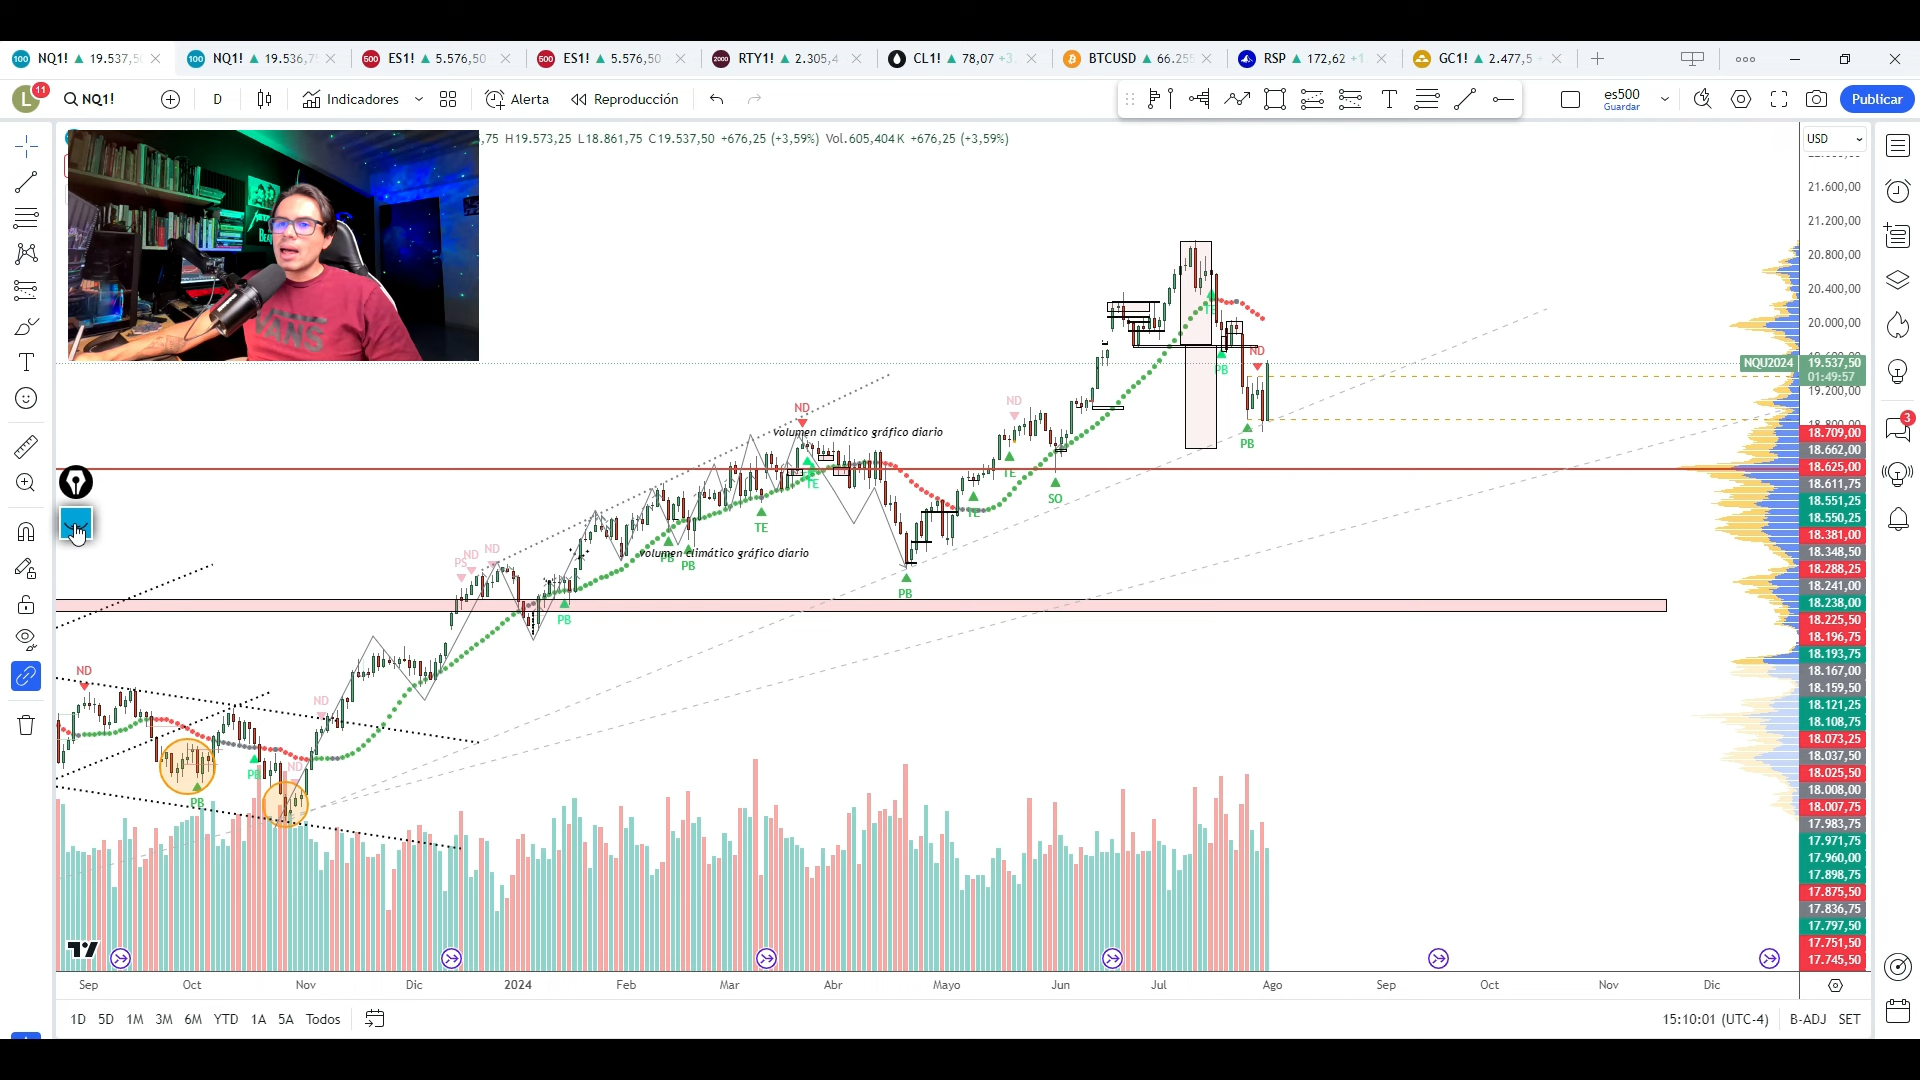 NQ1! ▲ 19.537,5
NQ1! ▲ 19.536,7
ES1! ▲ 5.576,50
ES1! ▲ 5.576,50
RTY1! ▲ 2.305,4
CL1! ▲ 78,07 +3
BTCUSD ▲ 66.255
RSP ▲ 172,62 +1
GC1! ▲ 2.477,5
L
11
NQ1!
D
Indicadores
Alerta
Reproducción
T
es500
Guardar
Publicar
,75 H19.573,25 L18.861,75 C19.537,50 +676,25 (+3,59%) Vol.605,404K +676,25 (+3,59%)
USD
VANS
21.600,00
21.200,00
20.800,00
20.400,00
20.000,00
NQU2024
19.537,50
01:49:57
19.200,00
18.709,00
18.662,00
18.625,00
18.611,75
18.551,25
18.550,25
18.381,00
18.348,50
18.288,25
18.241,00
18.238,00
18.225,50
18.196,75
18.193,75
18.167,00
18.159,50
18.121,25
18.108,75
18.073,25
18.037,50
18.025,50
18.008,00
18.007,75
17.983,75
17.971,75
17.960,00
17.898,75
17.875,50
17.836,75
17.797,50
17.751,50
17.745,50
3
ND
PB
PB
ND
ND
TE
SO
ND
volumen climático gráfico diario
TE
TE
volumen climático gráfico diario
PB
PB
PS
ND
ND
PB
PB
ND
ND
ND
PB
PB
Sep
Oct
Nov
Dic
2024
Feb
Mar
Abr
Mayo
Jun
Jul
Ago
Sep
Oct
Nov
Dic
1D 5D 1M 3M 6M YTD 1A 5A Todos
15:10:01 (UTC-4)
B-ADJ
SET